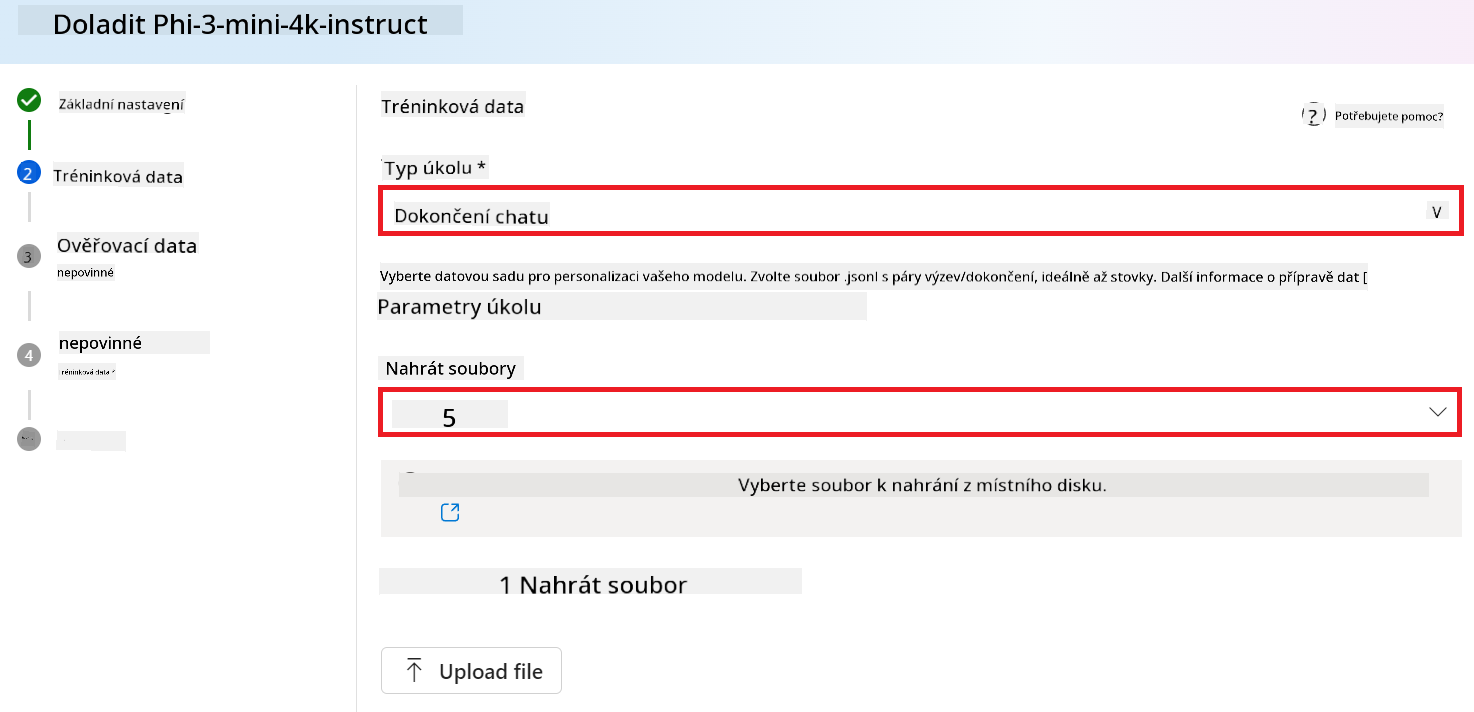 Doladit Phi-3-mini-4k-instruct
Základní nastavení
2
Tréninková data
3
Ověřovací data
nepovinné
4
nepovinné
Tréninková data *
Tréninková data
? Potřebujete pomoc?
Typ úkolu *
Dokončení chatu
V
Vyberte datovou sadu pro personalizaci vašeho modelu. Zvolte soubor .jsonl s páry výzev/dokončení, ideálně až stovky. Další informace o přípravě dat [
Parametry úkolu
Nahrát soubory
5
Vyberte soubor k nahrání z místního disku.
1 Nahrát soubor
Upload file